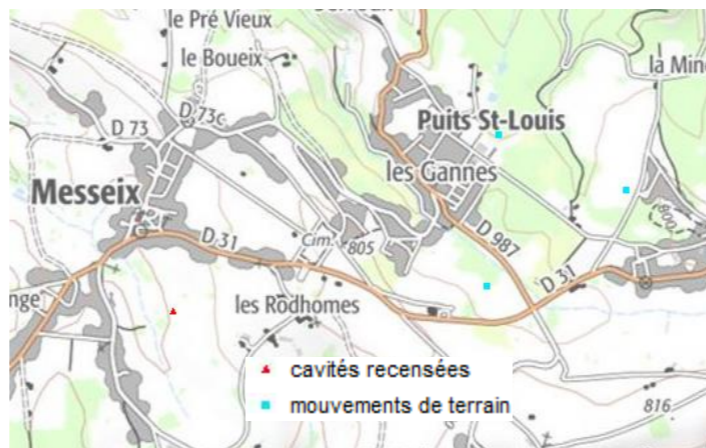 le Pré Vieux
le Boueix
la Min
D 73
D 73c
Puits St-Louis
les Gannes
Messeix
D 31
Cim.
805
D 987
800
D 31
nge
les Rodhomes
cavités recensées
mouvements de terrain
816